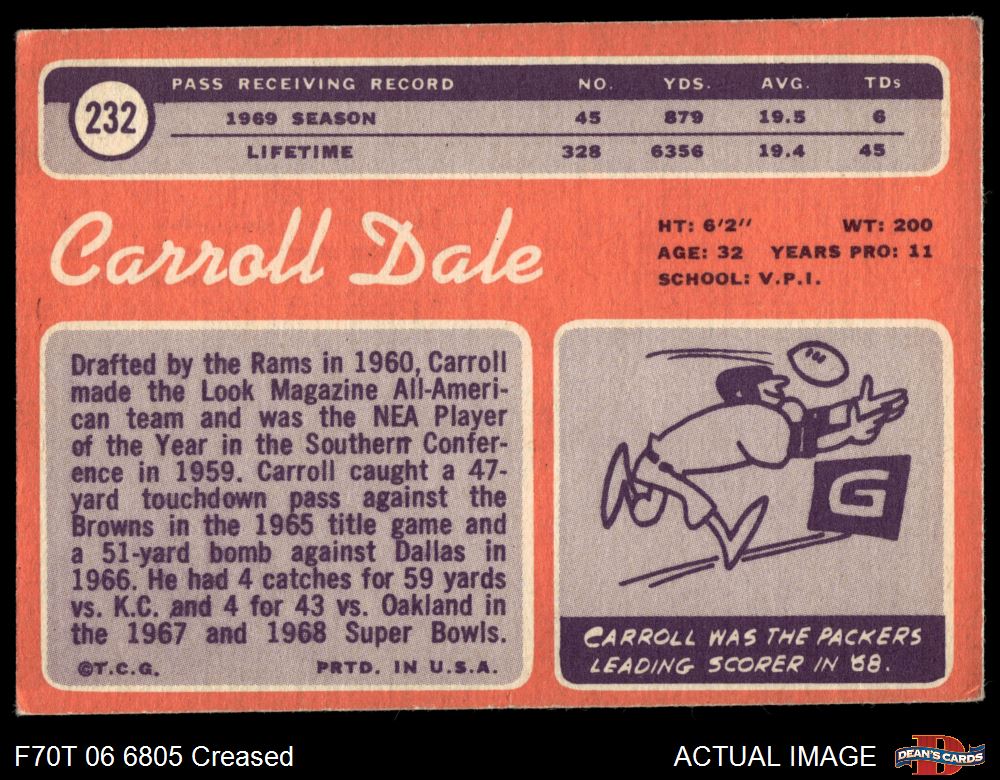 232
PASS RECEIVING RECORD NO. YDS. AVG. TDs
1969 SEASON 45 879 19.5 6
LIFETIME 328 6356 19.4 45
Carroll Dale
HT: 6'2" WT: 200
AGE: 32 YEARS PRO: 11
SCHOOL: V.P.I.
Drafted by the Rams in 1960, Carroll
made the Look Magazine All-Ameri-
can team and was the NEA Player
of the Year in the Southern Confer-
ence in 1959. Carroll caught a 47-
yard touchdown pass against the
Browns in the 1965 title game and
a 51-yard bomb against Dallas in
1966. He had 4 catches for 59 yards
vs. K.C. and 4 for 43 vs. Oakland in
the 1967 and 1968 Super Bowls.
©T.C.G. PRTD. IN U.S.A.
G
CARROLL WAS THE PACKERS
LEADING SCORER IN '68.
F70T 06 6805 Creased
ACTUAL IMAGE
D
DEAN'S CARDS